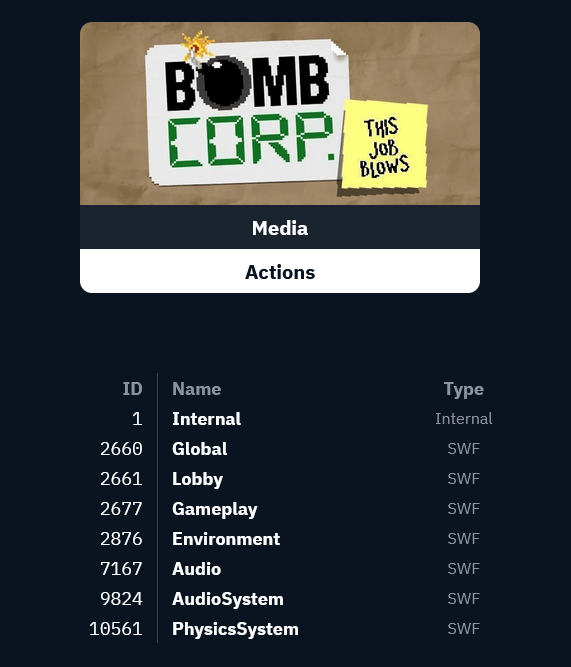 BOMB
CORP.
THIS
JOB
BLOWS
Media
Actions
ID Name Type
1 Internal Internal
2660 Global SWF
2661 Lobby SWF
2677 Gameplay SWF
2876 Environment SWF
7167 Audio SWF
9824 AudioSystem SWF
10561 PhysicsSystem SWF